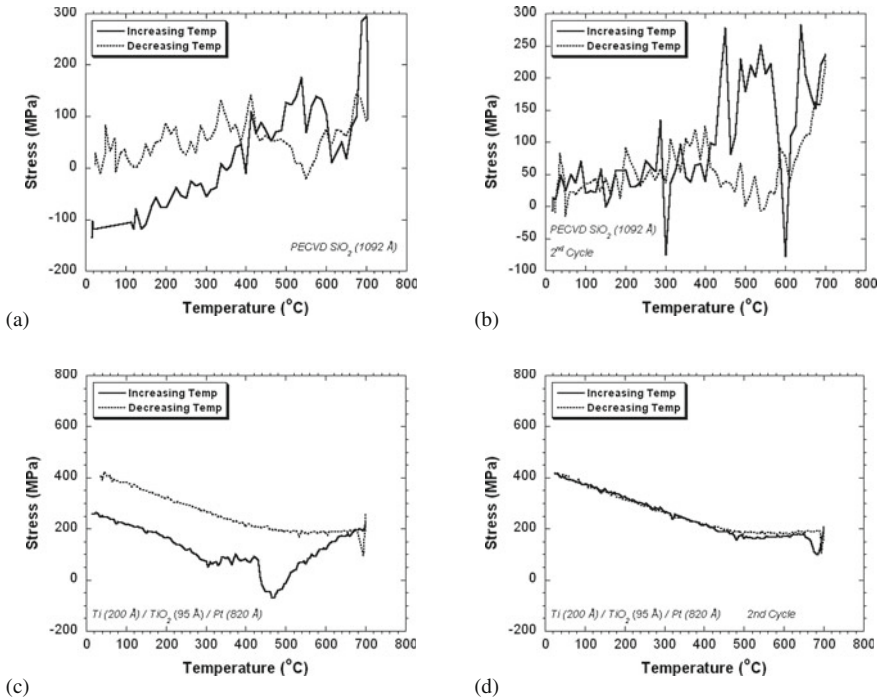 300
200
100
0
-100
-200
Stress (MPa)
Increasing Temp
Decreasing Temp
PECVD SiO2 (1092 Å)
0 100 200 300 400 500 600 700 800
Temperature (°C)
(a)
300
250
200
150
100
50
0
50
100
Stress (MPa)
Increasing Temp
Decreasing Temp
PECVD SiO2 (1092 Å)
2nd Cycle
0 100 200 300 400 500 600 700 800
Temperature (°C)
(b)
800
600
400
200
0
-200
Stress (MPa)
Increasing Temp
Decreasing Temp
Ti (200 Å) / TiO2 (95 Å) / Pt (820 Å)
0 100 200 300 400 500 600 700 800
Temperature (°C)
(c)
800
600
400
200
0
-200
Stress (MPa)
Increasing Temp
Decreasing Temp
Ti (200 Å) / TiO2 (95 Å) / Pt (820 Å) 2nd Cycle
0 100 200 300 400 500 600 700 800
Temperature (°C)
(d)